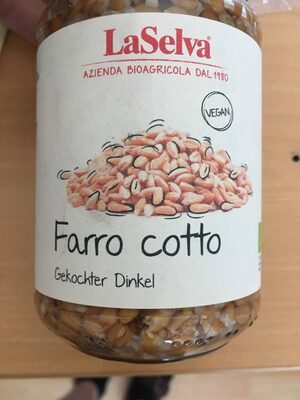 LaSelva
AZIENDA BIOAGRICOLA DAL 1980
VEGAN
Farro cotto
Gekochter Dinkel